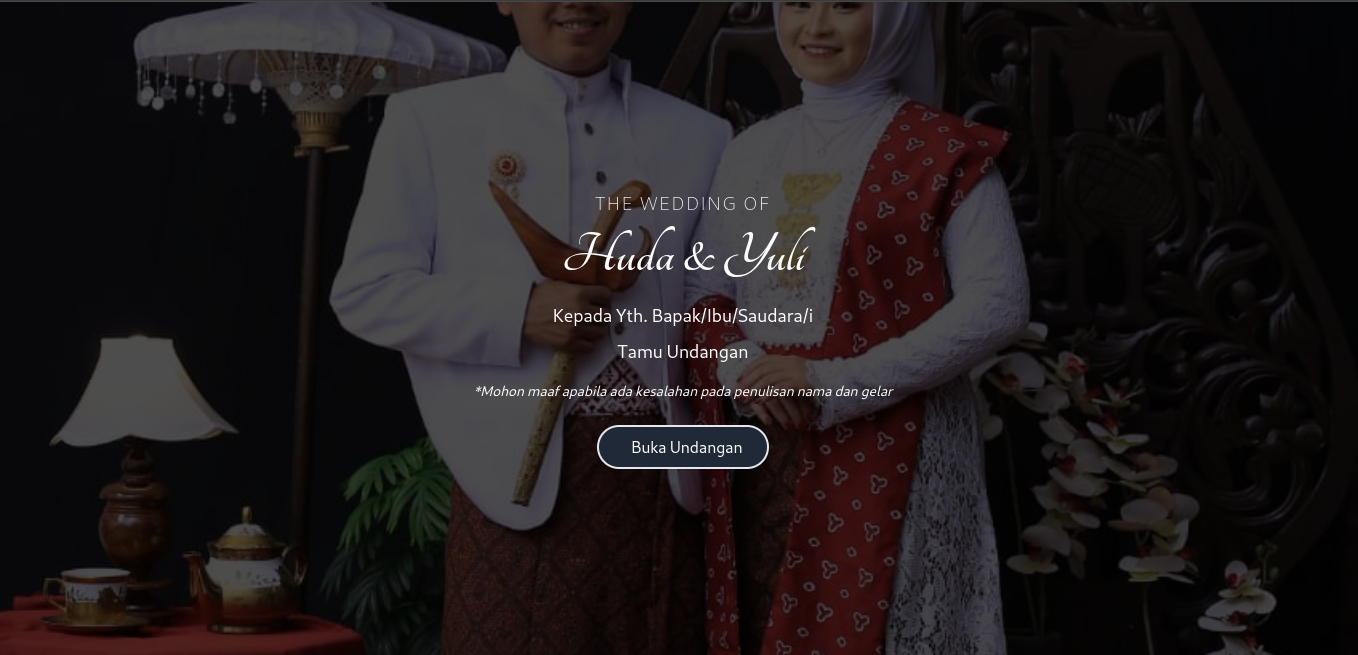 THE WEDDING OF
Huda & Yuli
Kepada Yth. Bapak/Ibu/Saudara/i
Tamu Undangan
*Mohon maaf apabila ada kesalahan pada penulisan nama dan gelar
Buka Undangan